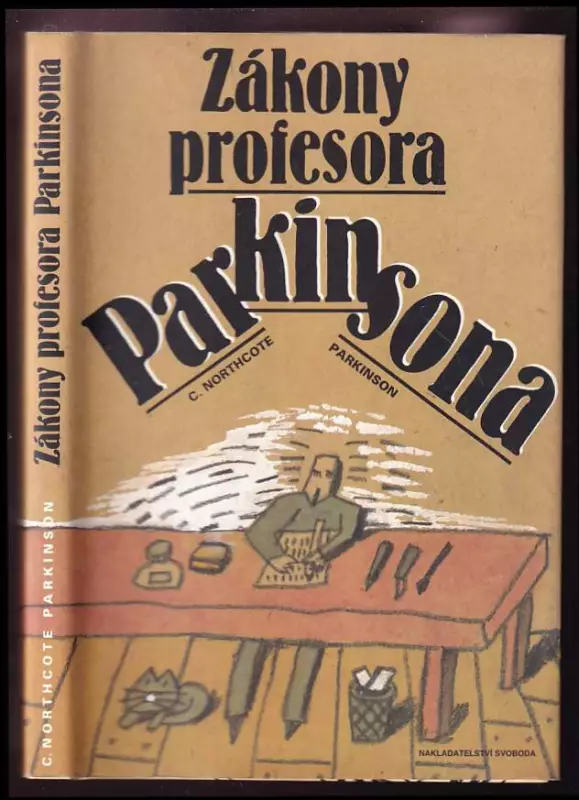 Zákony profesora Parkinsona
C. NORTHCOTE PARKINSON
Zákony
profesora
Parkinsona
C. NORTHCOTE
PARKINSON
NAKLADATELSTVÍ SVOBODA